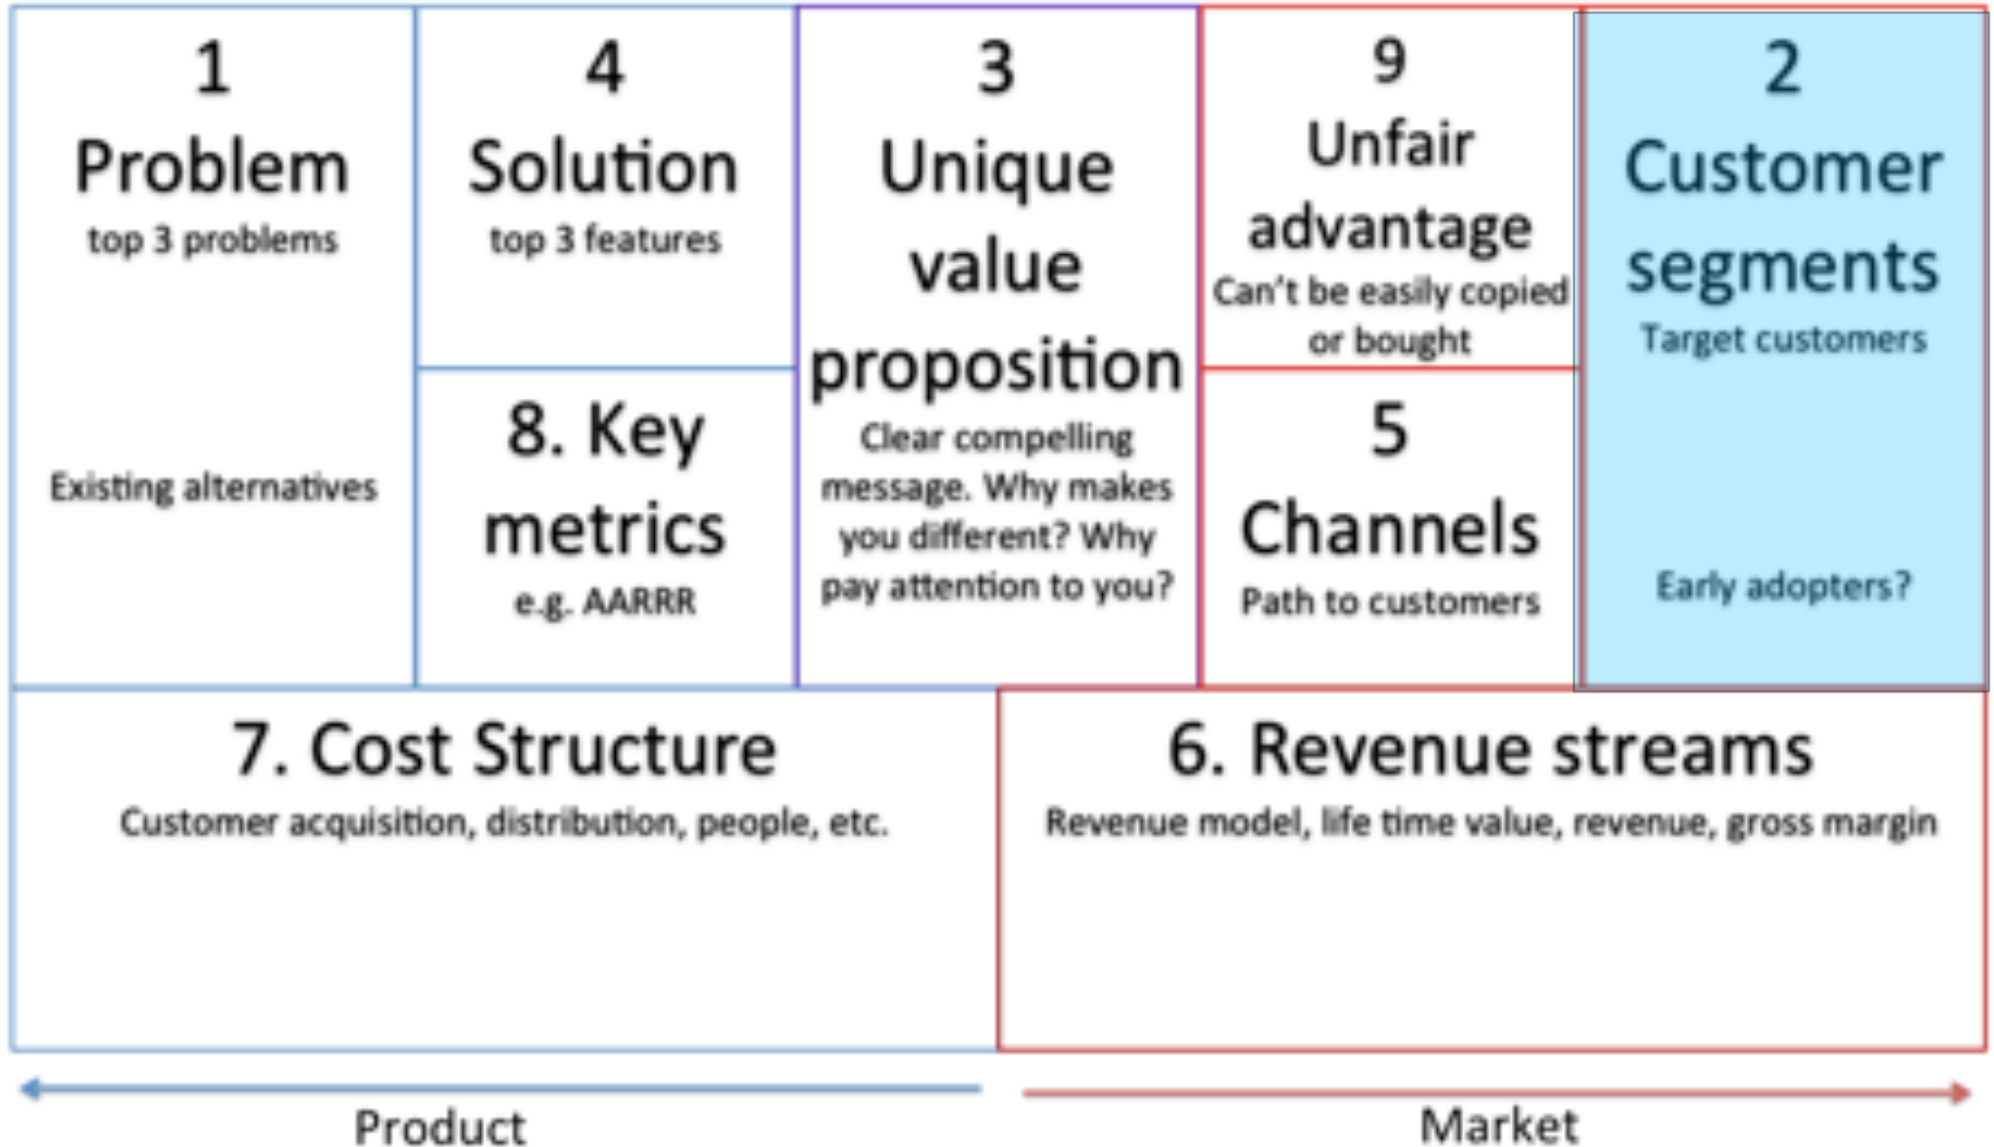 1
Problem
top 3 problems
Existing alternatives
4
Solution
top 3 features
8. Key
metrics
e.g. AARRR
3
Unique
value
proposition
Clear compelling
message. Why makes
you different? Why
pay attention to you?
9
Unfair
advantage
Can't be easily copied
or bought
5
Channels
Path to customers
2
Customer
segments
Target customers
Early adopters?
7. Cost Structure
Customer acquisition, distribution, people, etc.
6. Revenue streams
Revenue model, life time value, revenue, gross margin
Product
Market